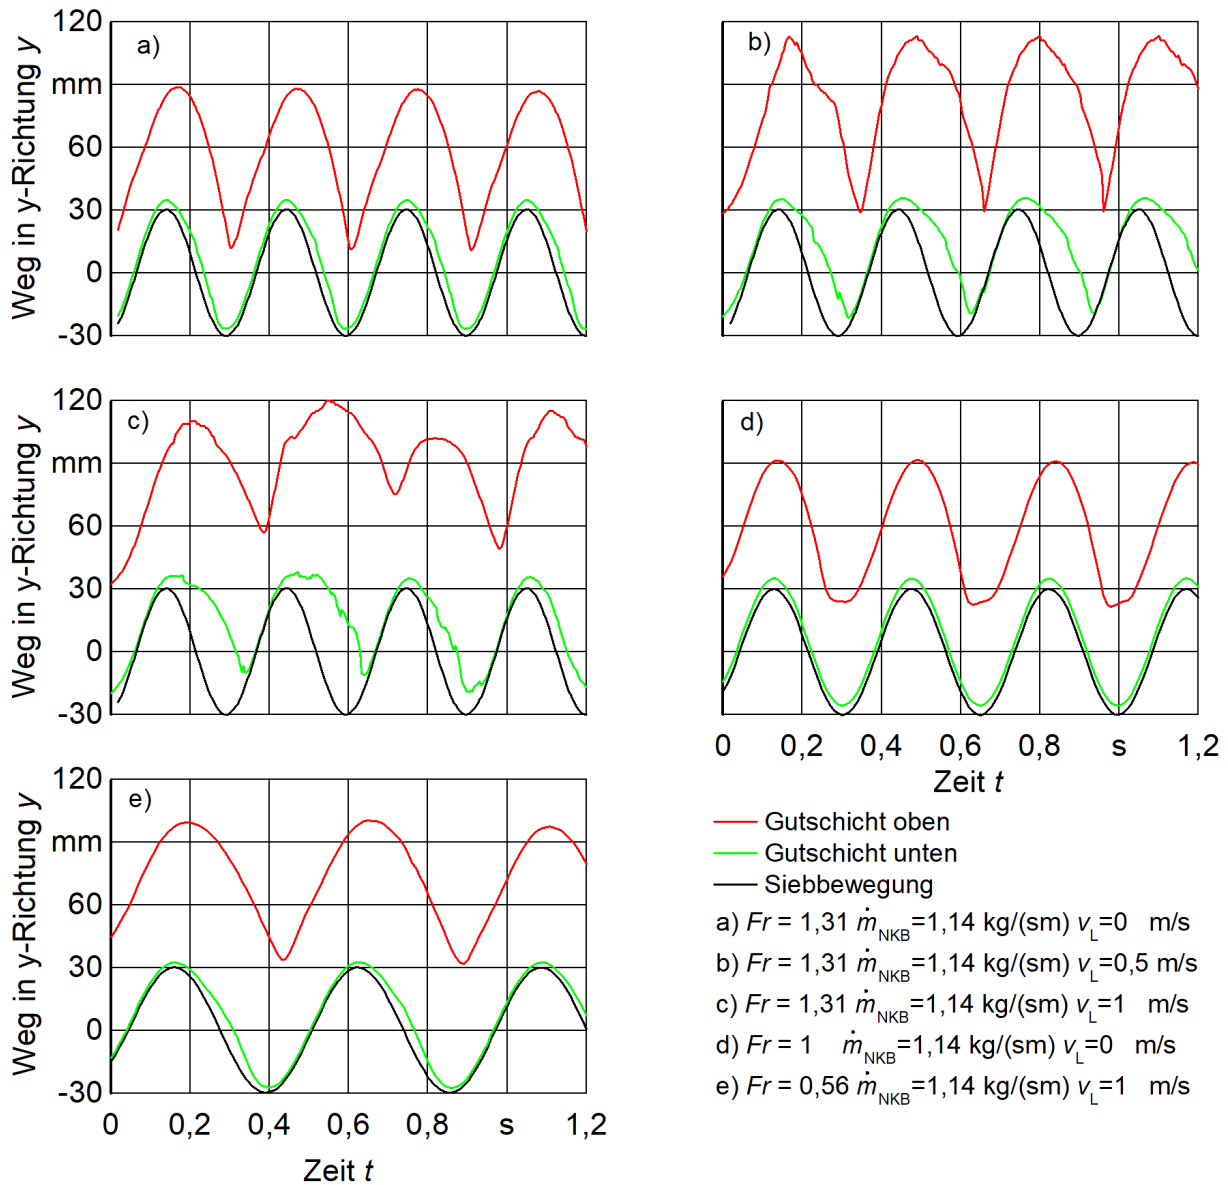 120
mm
60
30
0
-30
Weg in y-Richtung y
a)
b)
120
mm
60
30
0
-30
Weg in y-Richtung y
c)
d)
0 0,2 0,4 0,6 0,8 s 1,2
Zeit t
120
mm
60
30
0
-30
Weg in y-Richtung y
e)
0 0,2 0,4 0,6 0,8 s 1,2
Zeit t
Gutschicht oben
Gutschicht unten
Siebbewegung
a) Fr = 1,31 ṁNKB=1,14 kg/(sm) vL=0 m/s
b) Fr = 1,31 ṁNKB=1,14 kg/(sm) vL=0,5 m/s
c) Fr = 1,31 ṁNKB=1,14 kg/(sm) vL=1 m/s
d) Fr = 1 ṁNKB=1,14 kg/(sm) vL=0 m/s
e) Fr = 0,56 ṁNKB=1,14 kg/(sm) vL=1 m/s